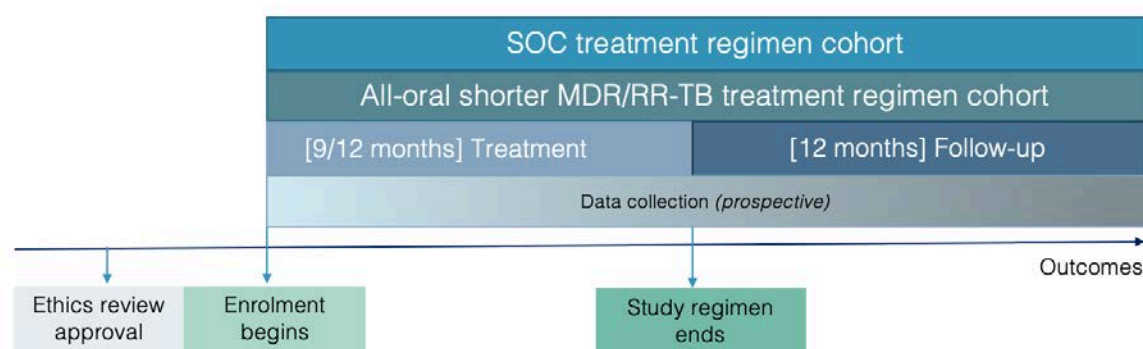 SOC treatment regimen cohort
All-oral shorter MDR/RR-TB treatment regimen cohort
[9/12 months] Treatment
[12 months] Follow-up
Data collection (prospective)
Outcomes
Ethics review
approval
Enrolment
begins
Study regimen
ends